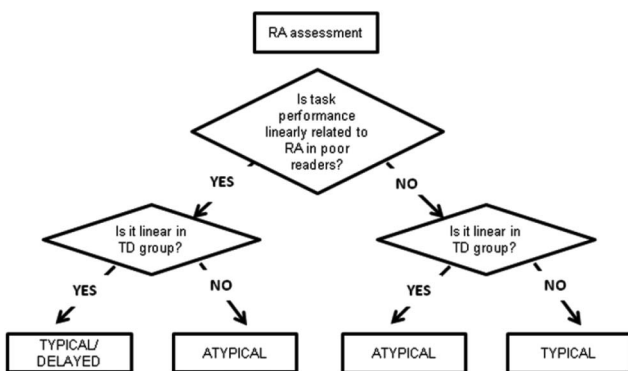 RA assessment
Is task
performance
linearly related to
RA in poor
readers?
YES
NO
Is it linear in
TD group?
Is it linear in
TD group?
YES
NO
YES
NO
TYPICAL/
DELAYED
ATYPICAL
ATYPICAL
TYPICAL